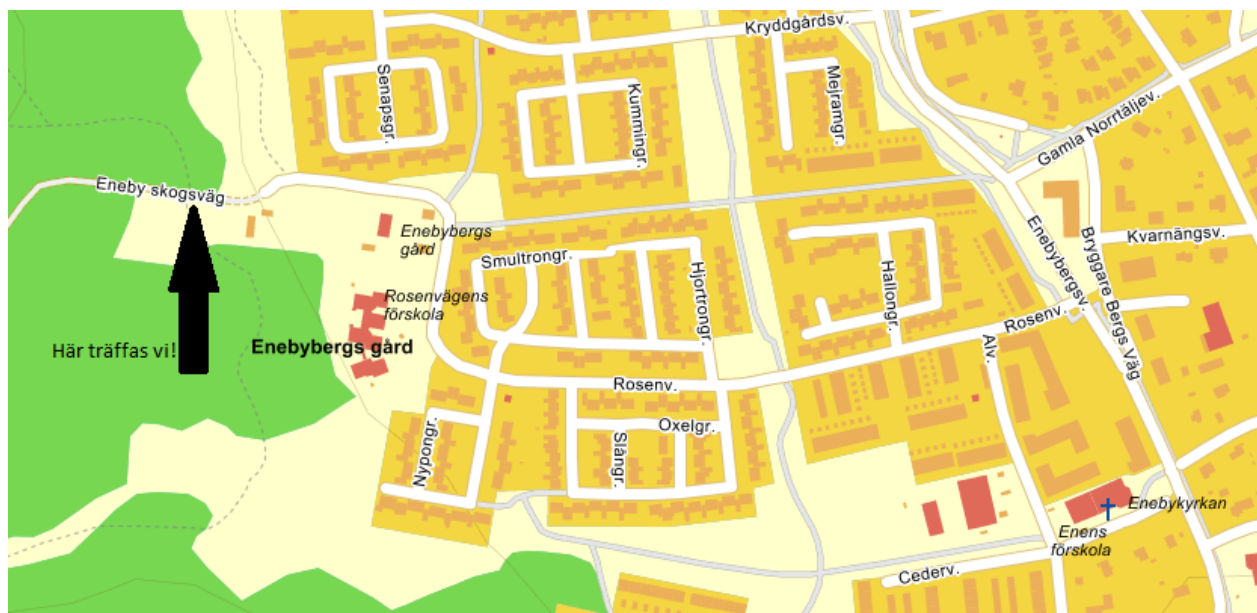 Kryddgårdsv.
Senapsgr.
Kummingr.
Mejramgr.
Gamla Norrtäljev.
Eneby skogsväg
Enebybergs
gård
Smultrongr.
Hjortrongr.
Hallongr.
Enebybergsv.
Bryggare Bergs Väg
Kvarnängsv.
Rosenvägens
förskola
Här träffas vi!
Enebybergs gård
Rosenv.
Rosenv.
Alv.
Nypongr.
Slångr.
Oxelgr.
Enebykyrkan
Enens
förskola
Cederv.